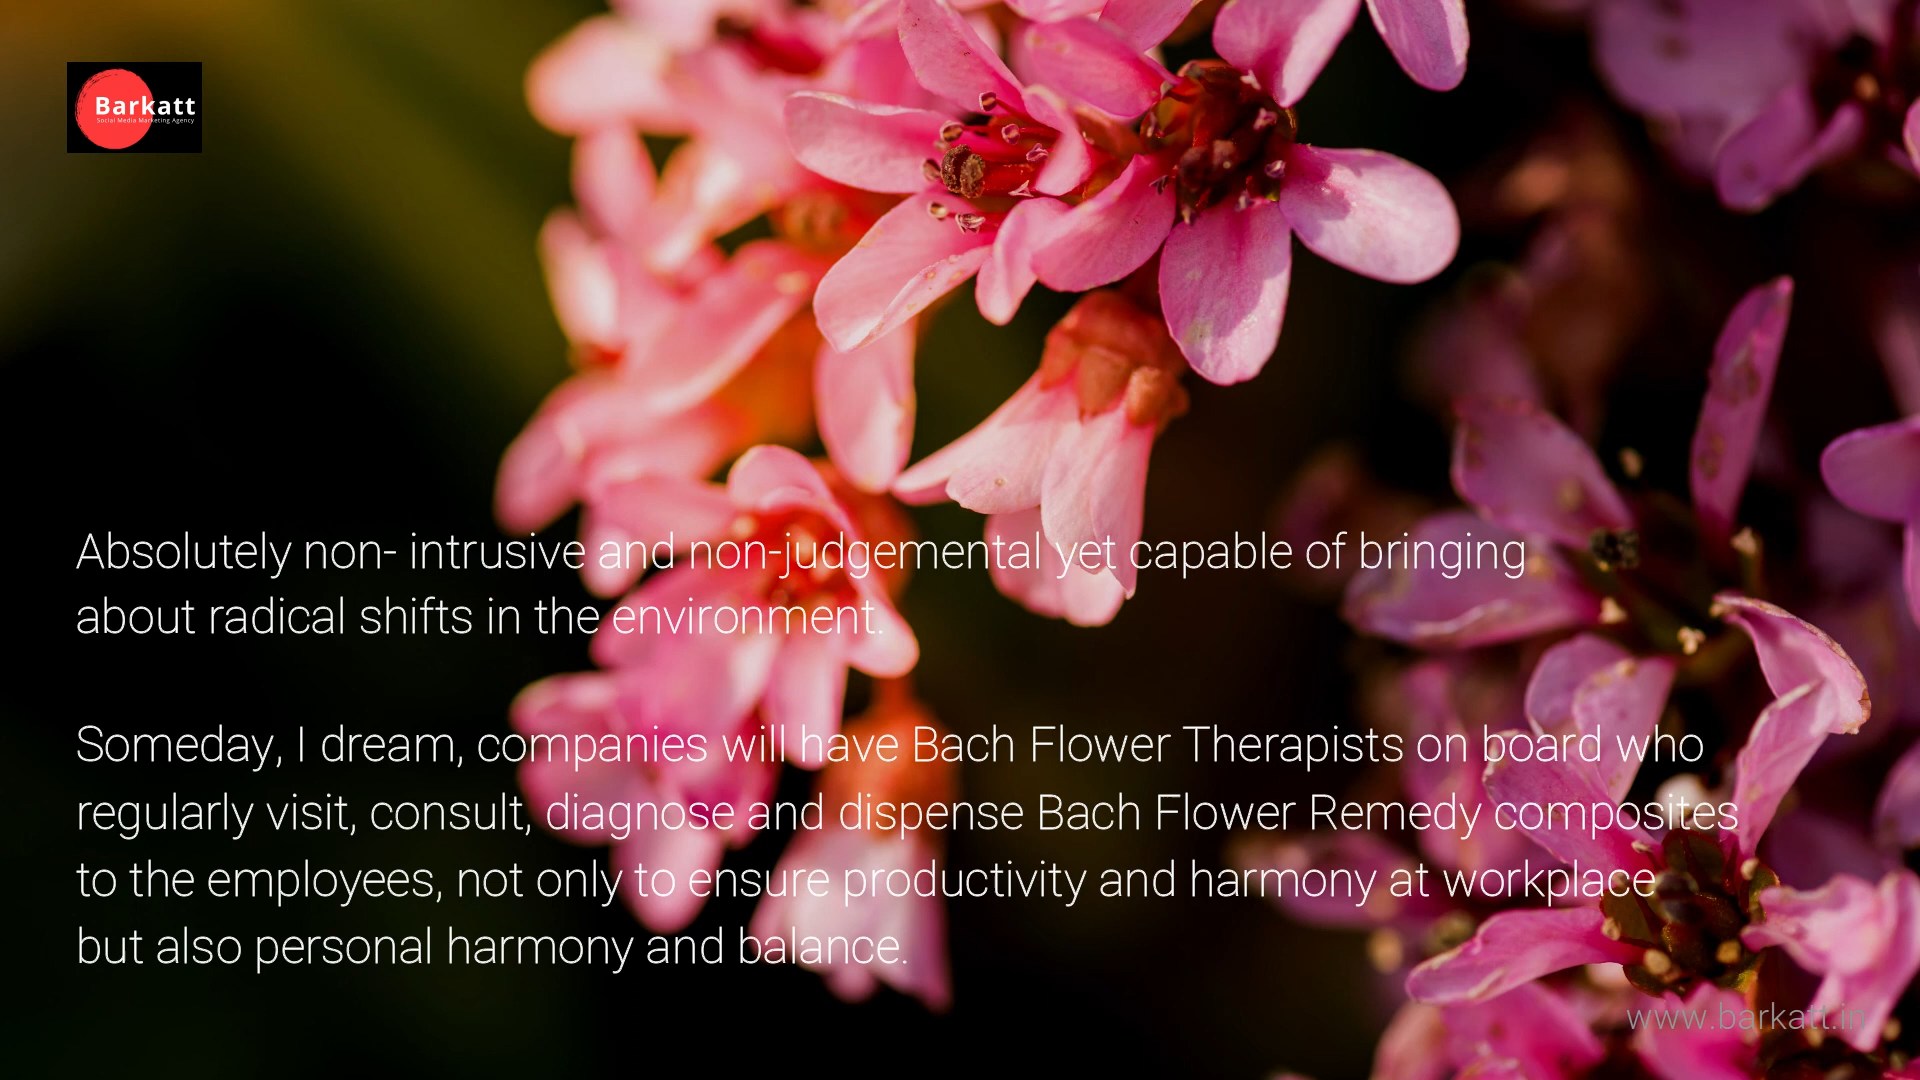 Barkatt
Social Media Marketing Agency
Absolutely non- intrusive and non-judgemental yet capable of bringing
about radical shifts in the environment.
Someday, I dream, companies will have Bach Flower Therapists on board who
regularly visit, consult, diagnose and dispense Bach Flower Remedy composites
to the employees, not only to ensure productivity and harmony at workplace
but also personal harmony and balance.
www.barkatt.in